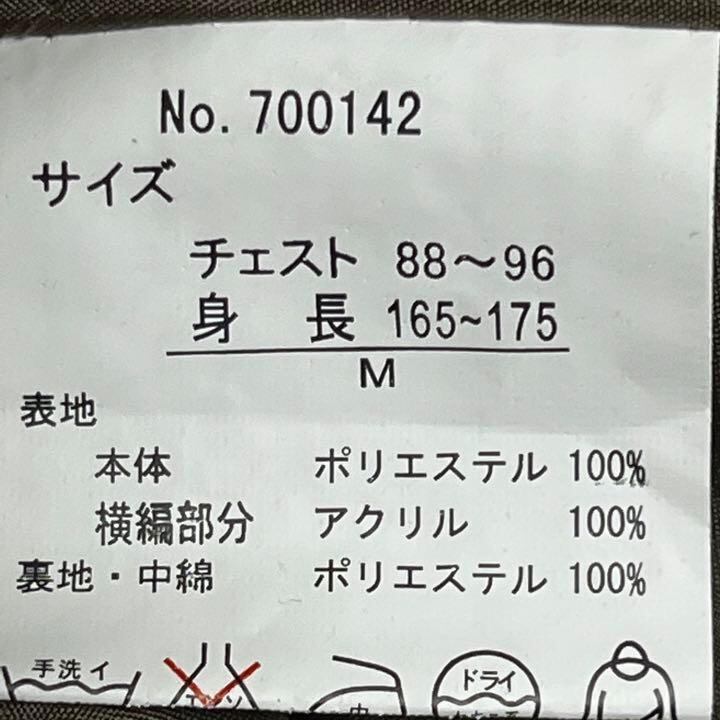 No. 700142
サイズ
チェスト 88～96
身 長 165~175
M
表地
本体 ポリエステル 100%
横編部分 アクリル 100%
裏地・中綿 ポリエステル 100%
手洗イ
ドライ